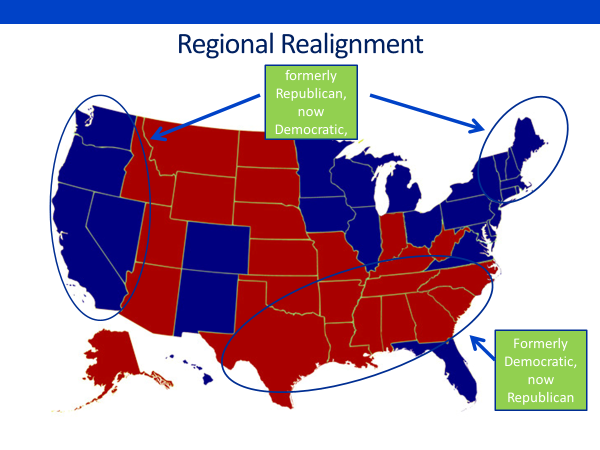 Regional Realignment
formerly
Republican,
now
Democratic,
Formerly
Democratic,
now
Republican